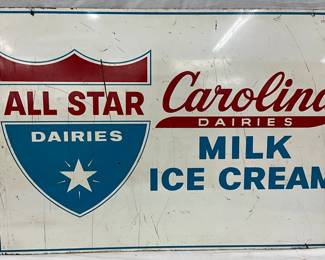 ALL STAR
DAIRIES
Carolina
DAIRIES
MILK
ICE CREAM